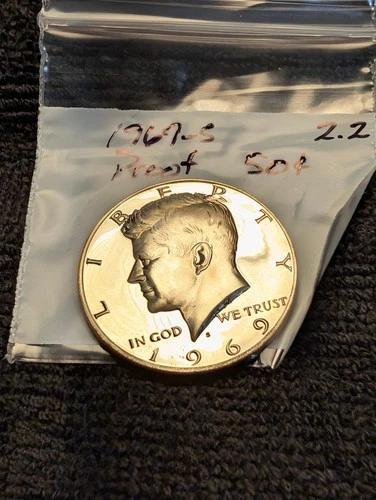 1969-S 2.2
Proof 50¢
LIBERTY
IN GOD WE TRUST
S
1969